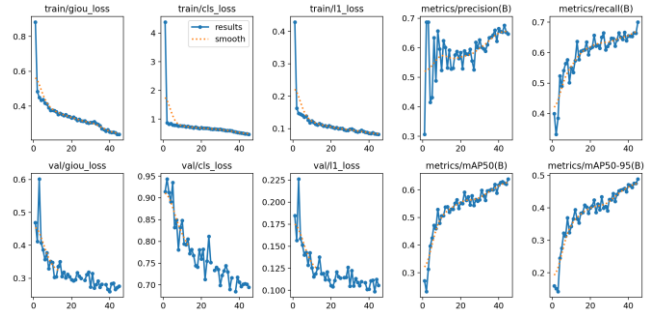 train/giou_loss
train/cls_loss
train/l1_loss
metrics/precision(B)
metrics/recall(B)
results
smooth
0.4
0.6
0.8
1
2
3
4
0.1
0.2
0.3
0.4
0.3
0.4
0.5
0.6
0.7
0.4
0.5
0.6
0.7
0 20 40
0 20 40
0 20 40
0 20 40
0 20 40
val/giou_loss
val/cls_loss
val/l1_loss
metrics/mAP50(B)
metrics/mAP50-95(B)
0.3
0.4
0.5
0.6
0.70
0.75
0.80
0.85
0.90
0.95
0.100
0.125
0.150
0.175
0.200
0.225
0.3
0.4
0.5
0.6
0.2
0.3
0.4
0.5
0 20 40
0 20 40
0 20 40
0 20 40
0 20 40